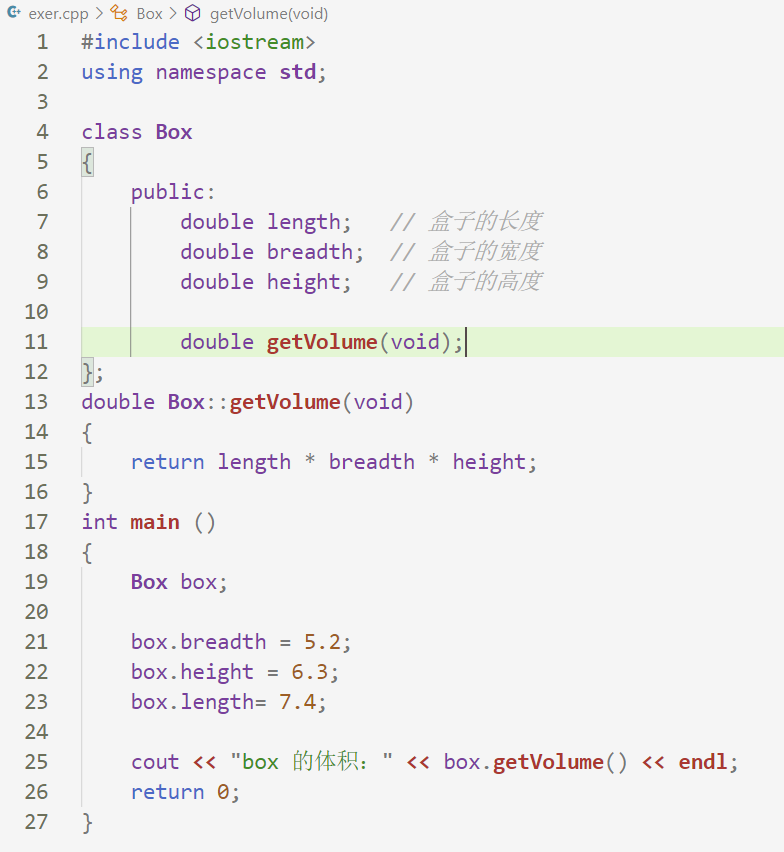 exer.cpp > Box > getVolume(void)
1 #include <iostream>
2 using namespace std;
3
4 class Box
5 {
6     public:
7         double length;   // 盒子的长度
8         double breadth;  // 盒子的宽度
9         double height;   // 盒子的高度
10
11         double getVolume(void);
12 };
13 double Box::getVolume(void)
14 {
15     return length * breadth * height;
16 }
17 int main ()
18 {
19     Box box;
20
21     box.breadth = 5.2;
22     box.height = 6.3;
23     box.length= 7.4;
24
25     cout << "box 的体积：" << box.getVolume() << endl;
26     return 0;
27 }